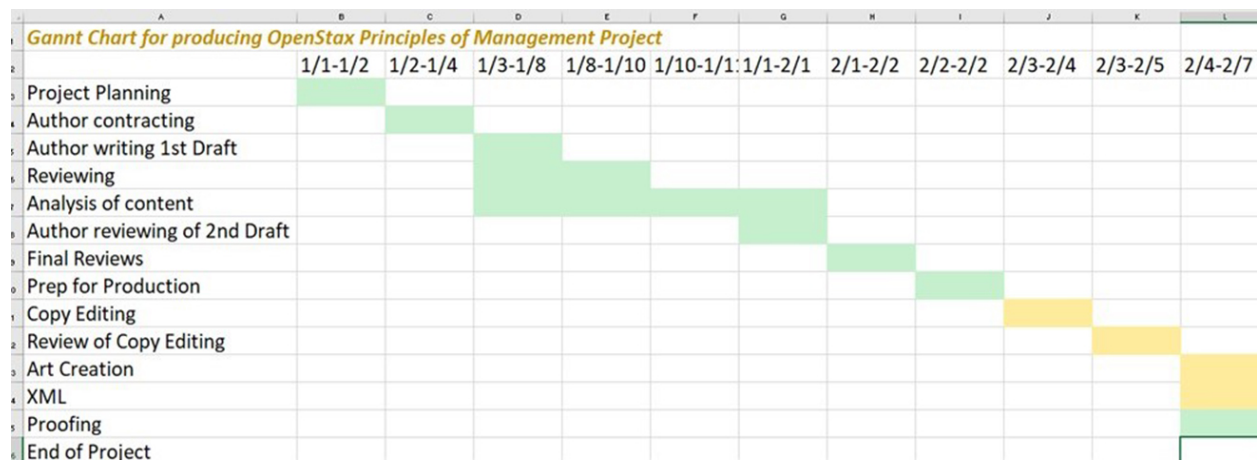 A B C D E F G H I J K L
Gannt Chart for producing OpenStax Principles of Management Project
1/1-1/2 1/2-1/4 1/3-1/8 1/8-1/10 1/10-1/1 1/1-2/1 2/1-2/2 2/2-2/2 2/3-2/4 2/3-2/5 2/4-2/7
Project Planning
Author contracting
Author writing 1st Draft
Reviewing
Analysis of content
Author reviewing of 2nd Draft
Final Reviews
Prep for Production
Copy Editing
Review of Copy Editing
Art Creation
XML
Proofing
End of Project